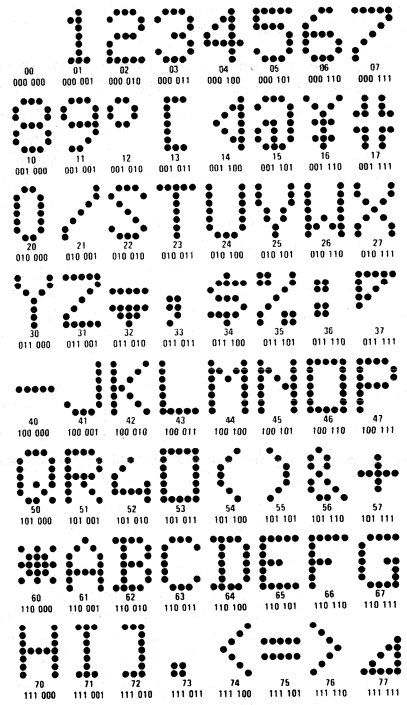 1 2 3 4 5 6 7
00 01 02 03 04 05 06 07
000 000 000 001 000 010 000 011 000 100 000 101 000 110 000 111
8 9 ° [ @ ¥
10 11 12 13 14 15 16 17
001 000 001 001 001 010 001 011 001 100 001 101 001 110 001 111
0 / S T U V W X
20 21 22 23 24 25 26 27
010 000 010 001 010 010 010 011 010 100 010 101 010 110 010 111
Y Z ; $ % :
30 31 32 33 34 35 36 37
011 000 011 001 011 010 011 011 011 100 011 101 011 110 011 111
- J K L M N O P
40 41 42 43 44 45 46 47
100 000 100 001 100 010 100 011 100 100 100 101 100 110 100 111
Q R ( ) & +
50 51 52 53 54 55 56 57
101 000 101 001 101 010 101 011 101 100 101 101 101 110 101 111
* A B C D E F G
60 61 62 63 64 65 66 67
110 000 110 001 110 010 110 011 110 100 110 101 110 110 110 111
H I ] . < = >
70 71 72 73 74 75 76 77
111 000 111 001 111 010 111 011 111 100 111 101 111 110 111 111